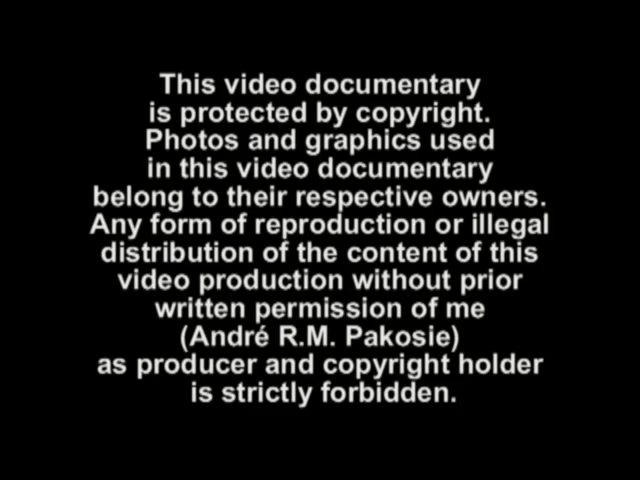 This video documentary
is protected by copyright.
Photos and graphics used
in this video documentary
belong to their respective owners.
Any form of reproduction or illegal
distribution of the content of this
video production without prior
written permission of me
(André R.M. Pakosie)
as producer and copyright holder
is strictly forbidden.